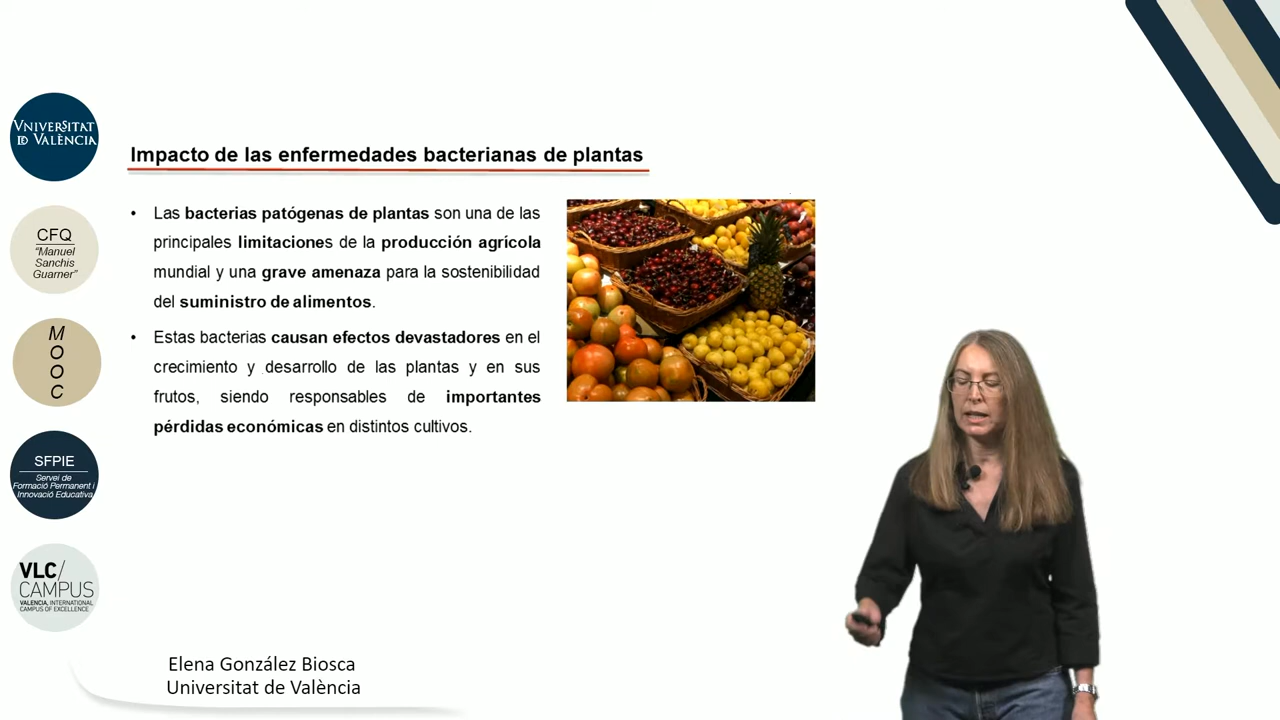 VNIVERSITAT
ID VALÈNCIA
CFQ
"Manuel
Sanchis
Guarner"
M
O
O
C
SFPIE
Servei de
Formació Permanent i
Innovació Educativa
VLC/
CAMPUS
VALENCIA, INTERNATIONAL
CAMPUS OF EXCELLENCE
Impacto de las enfermedades bacterianas de plantas
• Las bacterias patógenas de plantas son una de las
principales limitaciones de la producción agrícola
mundial y una grave amenaza para la sostenibilidad
del suministro de alimentos.
• Estas bacterias causan efectos devastadores en el
crecimiento y desarrollo de las plantas y en sus
frutos, siendo responsables de importantes
pérdidas económicas en distintos cultivos.
Elena González Biosca
Universitat de València